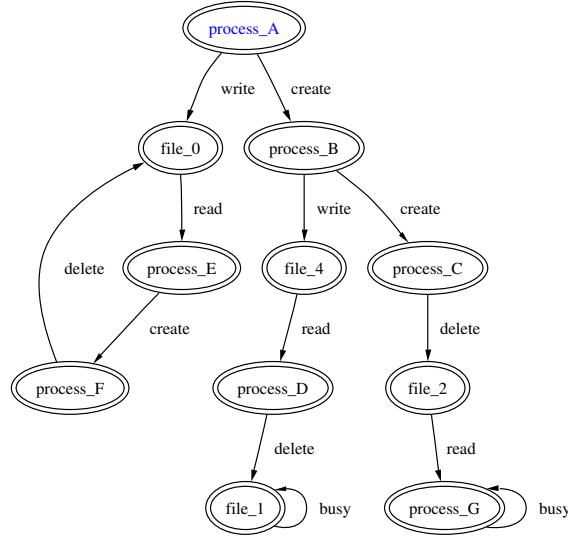 process_A
write
create
file_0
process_B
read
write
create
delete
process_E
file_4
process_C
create
read
delete
process_F
process_D
file_2
delete
read
file_1
busy
process_G
busy